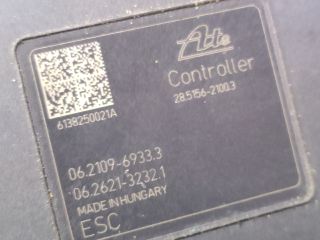 Ate
Controller
28.5156-2100.3
6138250021A
06.2109-6933.3
06.2621-3232.1
MADE IN HUNGARY
ESC